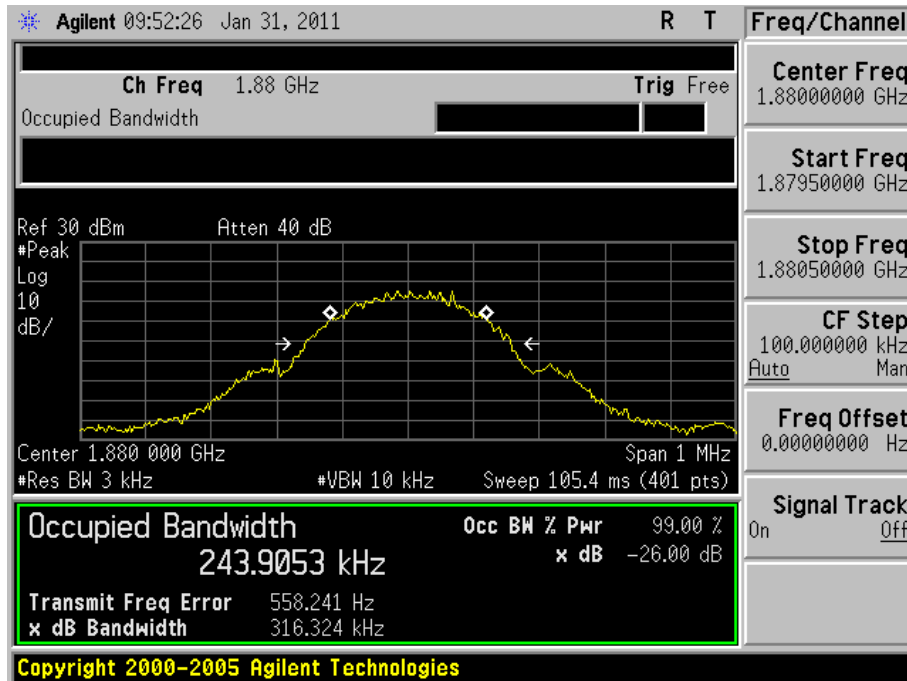 Agilent 09:52:26 Jan 31, 2011 R T
Ch Freq 1.88 GHz Trig Free
Occupied Bandwidth
Ref 30 dBm Atten 40 dB
#Peak
Log
10
dB/
Center 1.880 000 GHz Span 1 MHz
#Res BW 3 kHz #VBW 10 kHz Sweep 105.4 ms (401 pts)
Occupied Bandwidth Occ BW % Pwr 99.00 %
243.9053 kHz x dB -26.00 dB
Transmit Freq Error 558.241 Hz
x dB Bandwidth 316.324 kHz
Copyright 2000-2005 Agilent Technologies
Freq/Channel
Center Freq
1.88000000 GHz
Start Freq
1.87950000 GHz
Stop Freq
1.88050000 GHz
CF Step
100.000000 kHz
Auto Man
Freq Offset
0.00000000 Hz
Signal Track
On Off